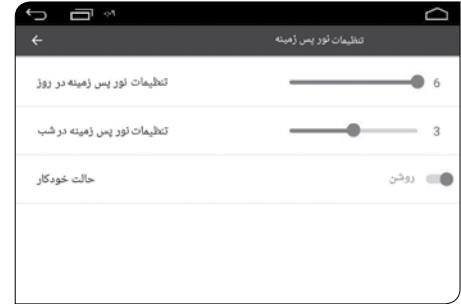 تنظیمات نور پس زمینه
تنظیمات نور پس زمینه در روز
6
تنظیمات نور پس زمینه در شب
3
حالت خودکار
روشن